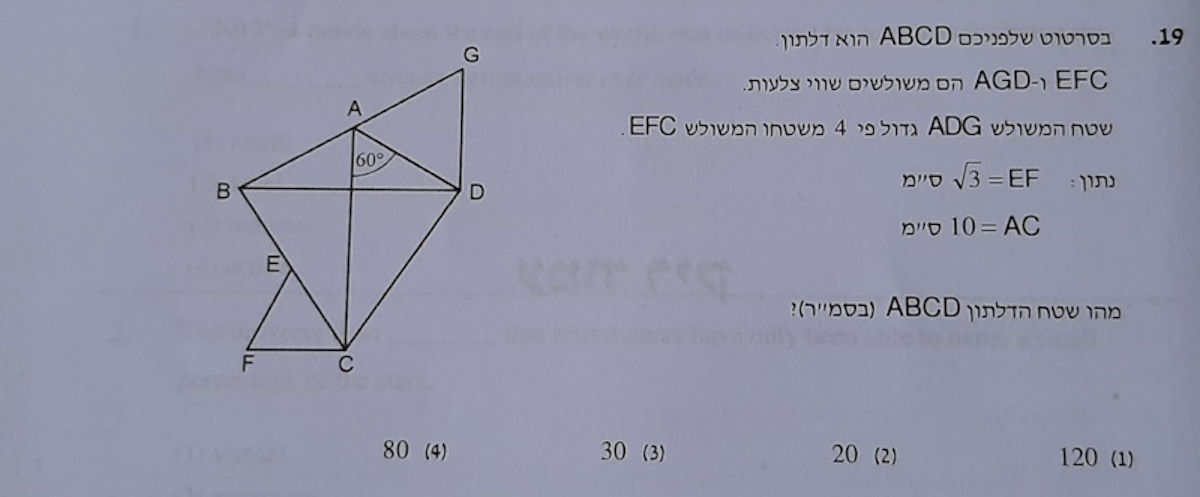 19. בסרטוט שלפניכם ABCD הוא דלתון.
EFC ו-AGD הם משולשים שווי צלעות.
שטח המשולש ADG גדול פי 4 משטחו המשולש EFC.
נתון: EF = √3 ס״מ
AC = 10 ס״מ
מהו שטח הדלתון ABCD (בסמ״ר)?
G
A
60°
B
D
E
F
C
(1) 120 (2) 20 (3) 30 (4) 80